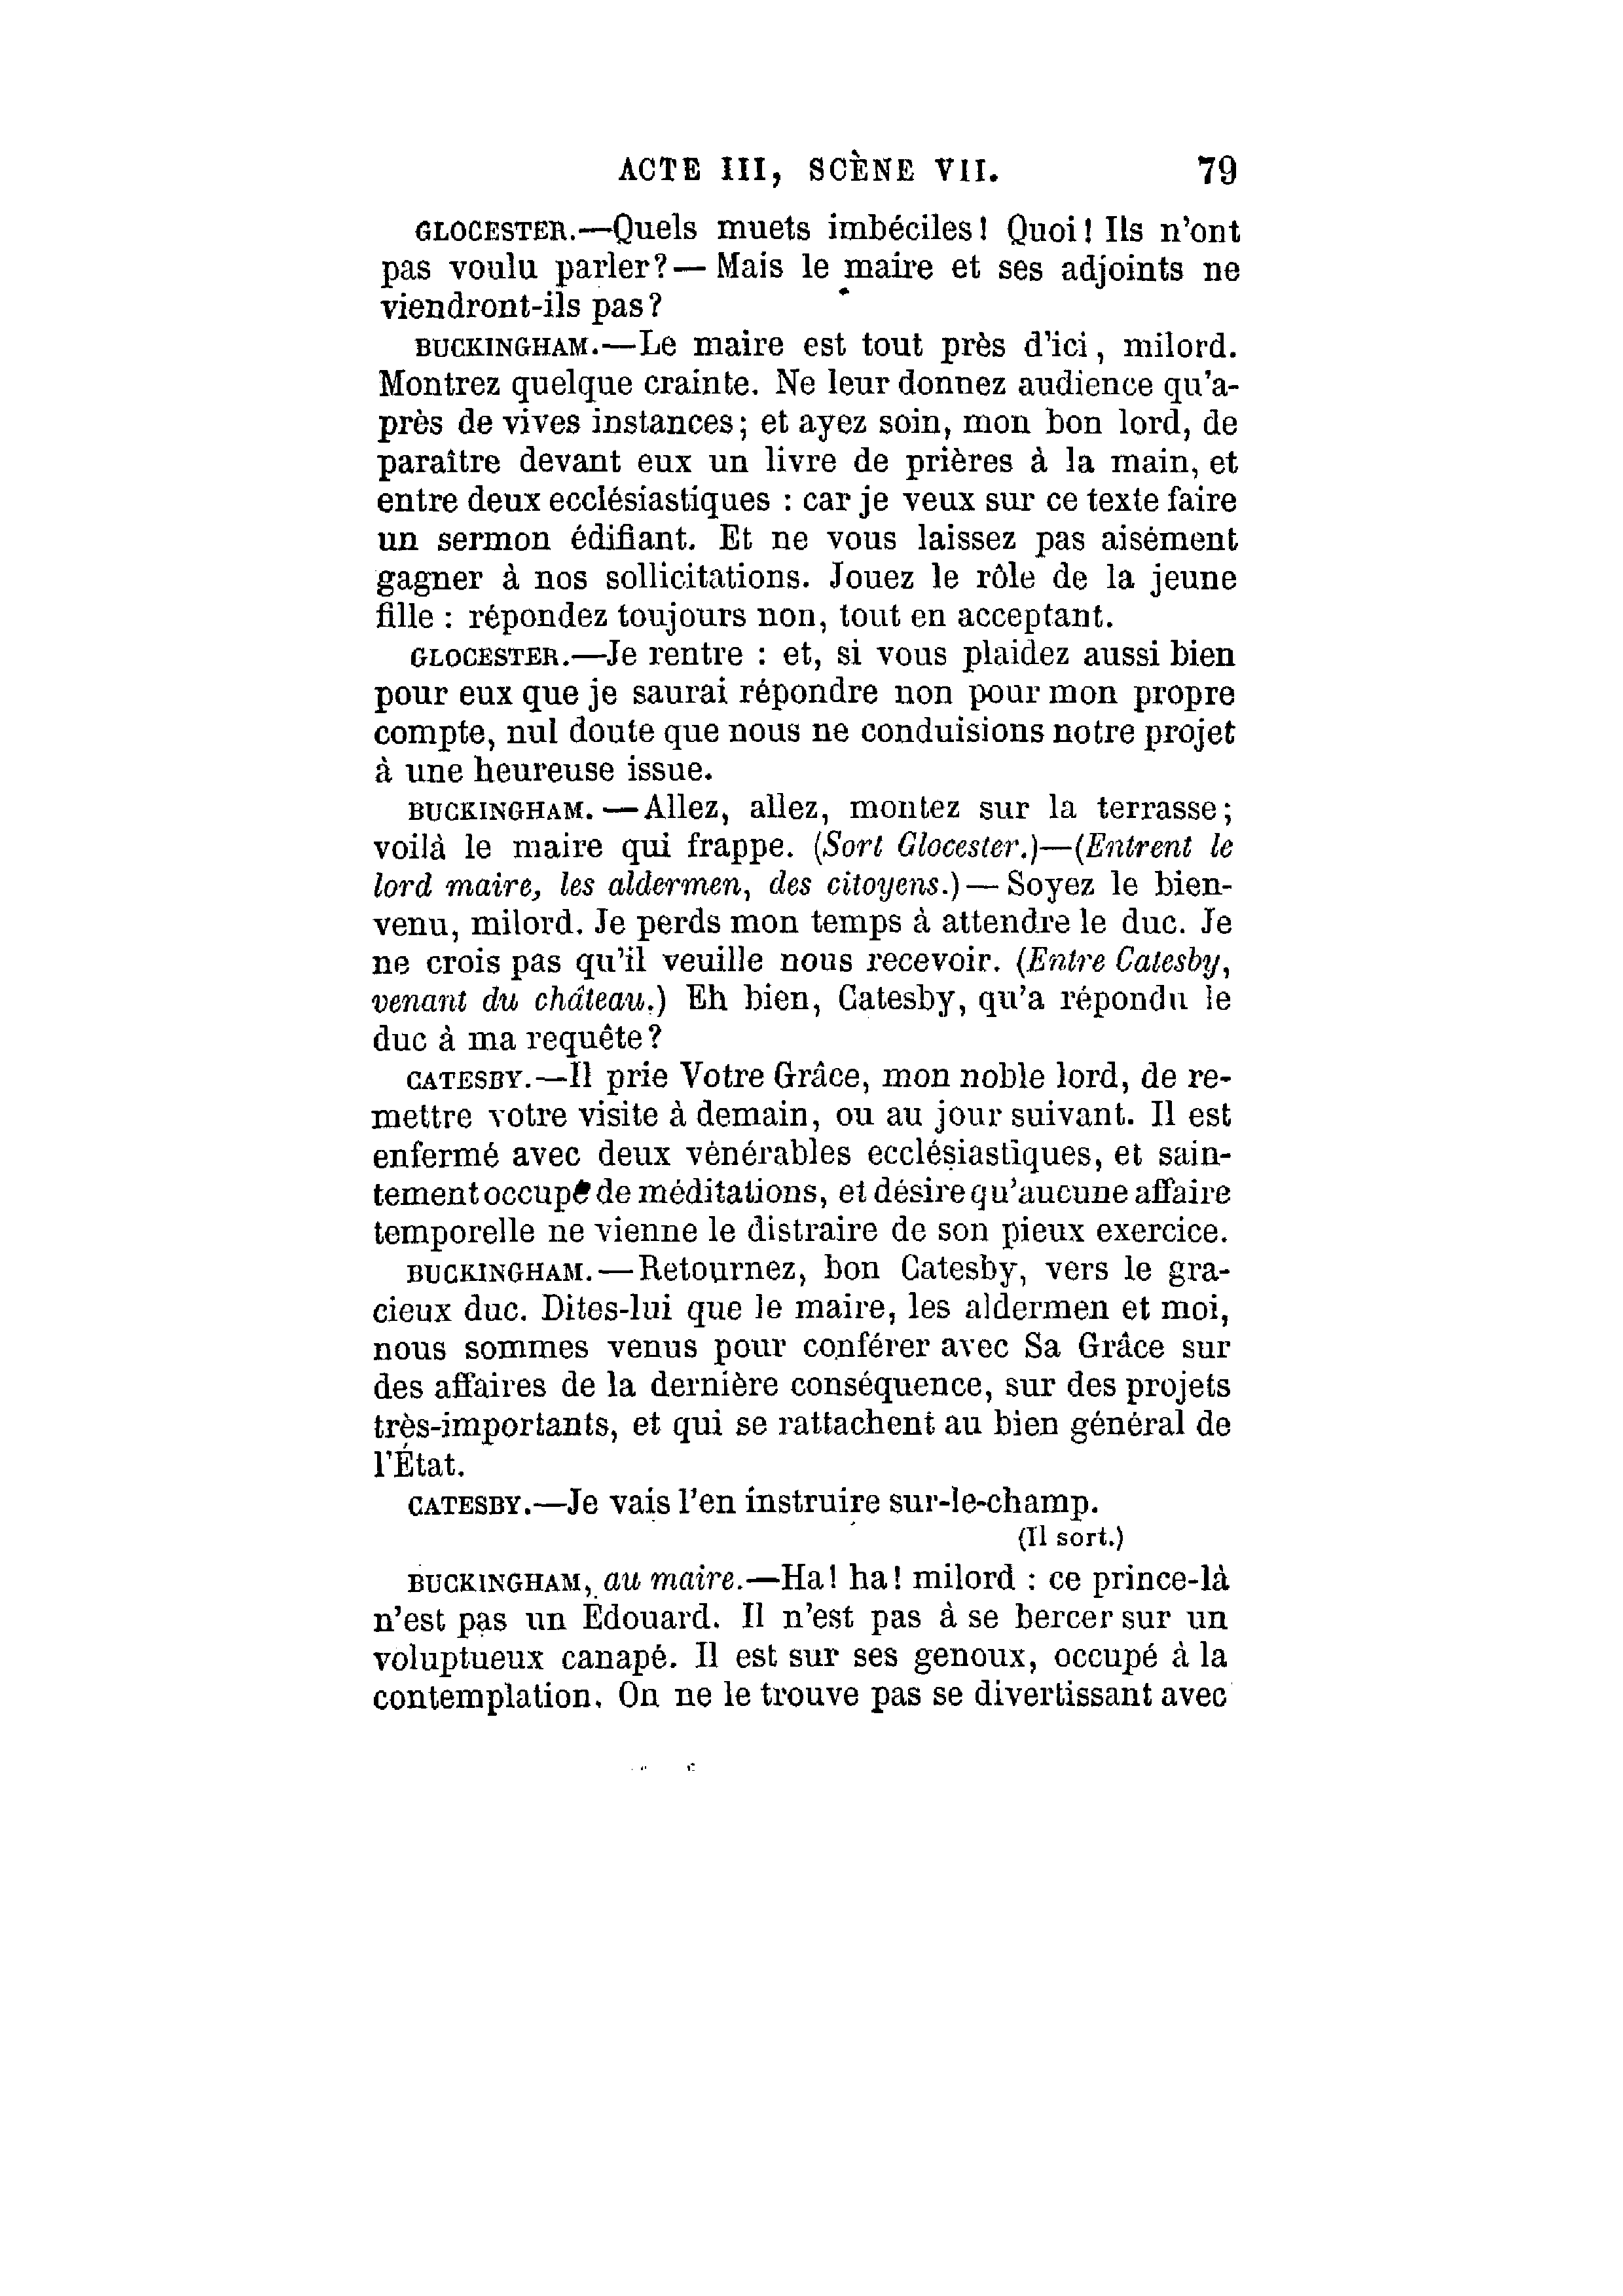 ACTE III, SCÈNE VII. 79
GLOCESTER.—Quels muets imbéciles! Quoi! Ils n'ont
pas voulu parler?— Mais le maire et ses adjoints ne
viendront-ils pas?
BUCKINGHAM.—Le maire est tout près d'ici, milord.
Montrez quelque crainte. Ne leur donnez audience qu'a-
près de vives instances; et ayez soin, mon bon lord, de
paraître devant eux un livre de prières à la main, et
entre deux ecclésiastiques : car je veux sur ce texte faire
un sermon édifiant. Et ne vous laissez pas aisément
gagner à nos sollicitations. Jouez le rôle de la jeune
fille : répondez toujours non, tout en acceptant.
GLOCESTER.—Je rentre : et, si vous plaidez aussi bien
pour eux que je saurai répondre non pour mon propre
compte, nul doute que nous ne conduisions notre projet
à une heureuse issue.
BUCKINGHAM. —Allez, allez, montez sur la terrasse;
voilà le maire qui frappe. (Sort Glocester.)—(Entrent le
lord maire, les aldermen, des citoyens.)— Soyez le bien-
venu, milord. Je perds mon temps à attendre le duc. Je
ne crois pas qu'il veuille nous recevoir. (Entre Catesby,
venant du château.) Eh bien, Catesby, qu'a répondu le
duc à ma requête?
CATESBY.—Il prie Votre Grâce, mon noble lord, de re-
mettre votre visite à demain, ou au jour suivant. Il est
enfermé avec deux vénérables ecclésiastiques, et sain-
tement occupé de méditations, et désire qu'aucune affaire
temporelle ne vienne le distraire de son pieux exercice.
BUCKINGHAM.—Retournez, bon Catesby, vers le gra-
cieux duc. Dites-lui que le maire, les aldermen et moi,
nous sommes venus pour conférer avec Sa Grâce sur
des affaires de la dernière conséquence, sur des projets
très-importants, et qui se rattachent au bien général de
l'État.
CATESBY.—Je vais l'en instruire sur-le-champ.
(Il sort.)
BUCKINGHAM, au maire.—Ha! ha! milord : ce prince-là
n'est pas un Édouard. Il n'est pas à se bercer sur un
voluptueux canapé. Il est sur ses genoux, occupé à la
contemplation. On ne le trouve pas se divertissant avec